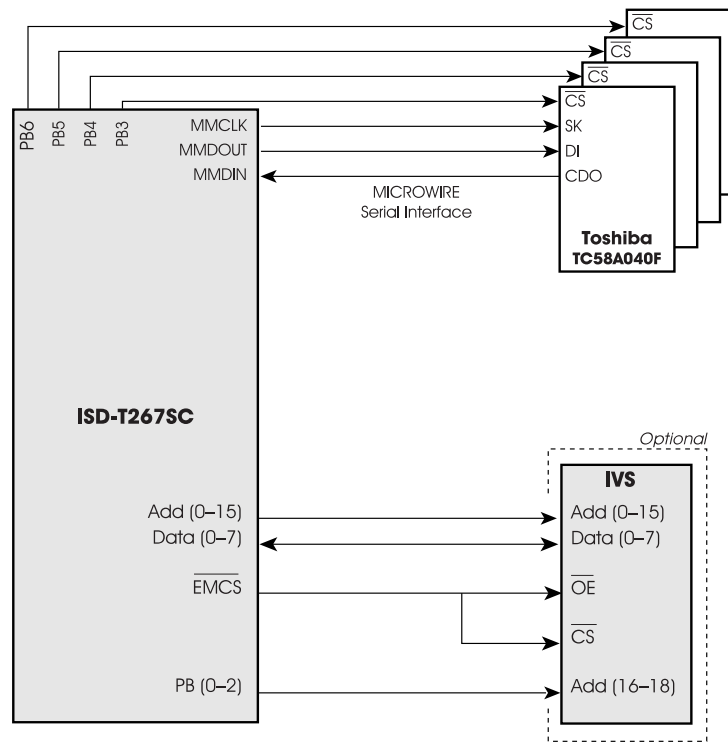 CS
CS
CS
PB6
PB5
PB4
PB3
CS
MMCLK
SK
MMDOUT
DI
MMDIN
CDO
MICROWIRE
Serial Interface
Toshiba
TC58A040F
ISD-T267SC
Optional
IVS
Add (0–15)
Add (0–15)
Data (0–7)
Data (0–7)
EMCS
OE
CS
PB (0–2)
Add (16–18)